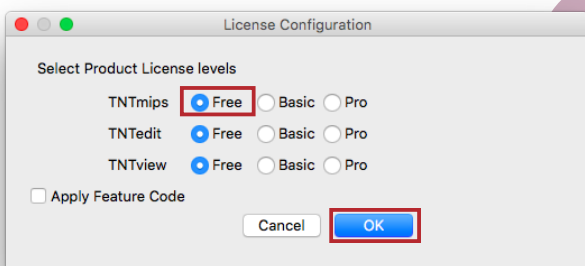 License Configuration
Select Product License levels
TNTmips Free Basic Pro
TNTedit Free Basic Pro
TNTview Free Basic Pro
Apply Feature Code
Cancel OK